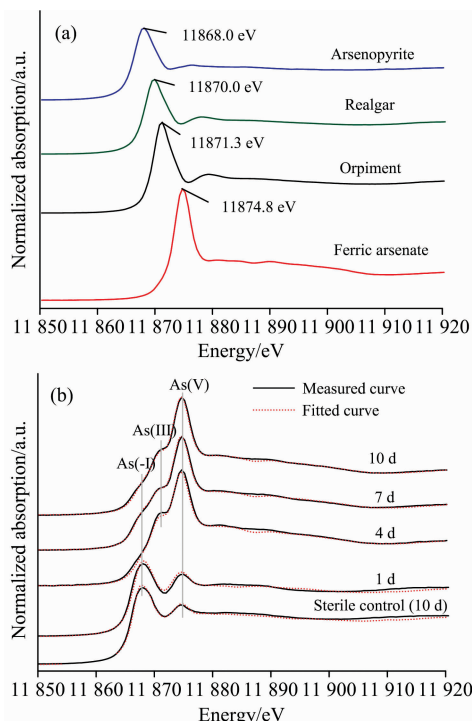 (a)
11868.0 eV
Arsenopyrite
11870.0 eV
Realgar
11871.3 eV
Orpiment
11874.8 eV
Ferric arsenate
Normalized absorption/a.u.
11 850 11 860 11 870 11 880 11 890 11 900 11 910 11 920
Energy/eV
(b)
As(V)
Measured curve
Fitted curve
As(III)
As(-I)
10 d
7 d
4 d
1 d
Sterile control (10 d)
Normalized absorption/a.u.
11 850 11 860 11 870 11 880 11 890 11 900 11 910 11 920
Energy/eV